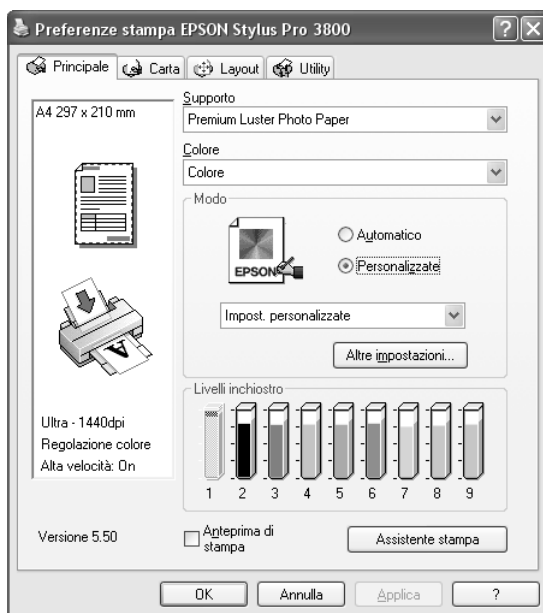 Preferenze stampa EPSON Stylus Pro 3800
Principale
Carta
Layout
Utility
A4 297 x 210 mm
Supporto
Premium Luster Photo Paper
Colore
Colore
Modo
EPSON
Automatico
Personalizzate
Impost. personalizzate
Altre impostazioni...
Livelli inchiostro
1 2 3 4 5 6 7 8 9
Ultra - 1440dpi
Regolazione colore
Alta velocità: On
Versione 5.50
Anteprima di
stampa
Assistente stampa
OK
Annulla
Applica
?